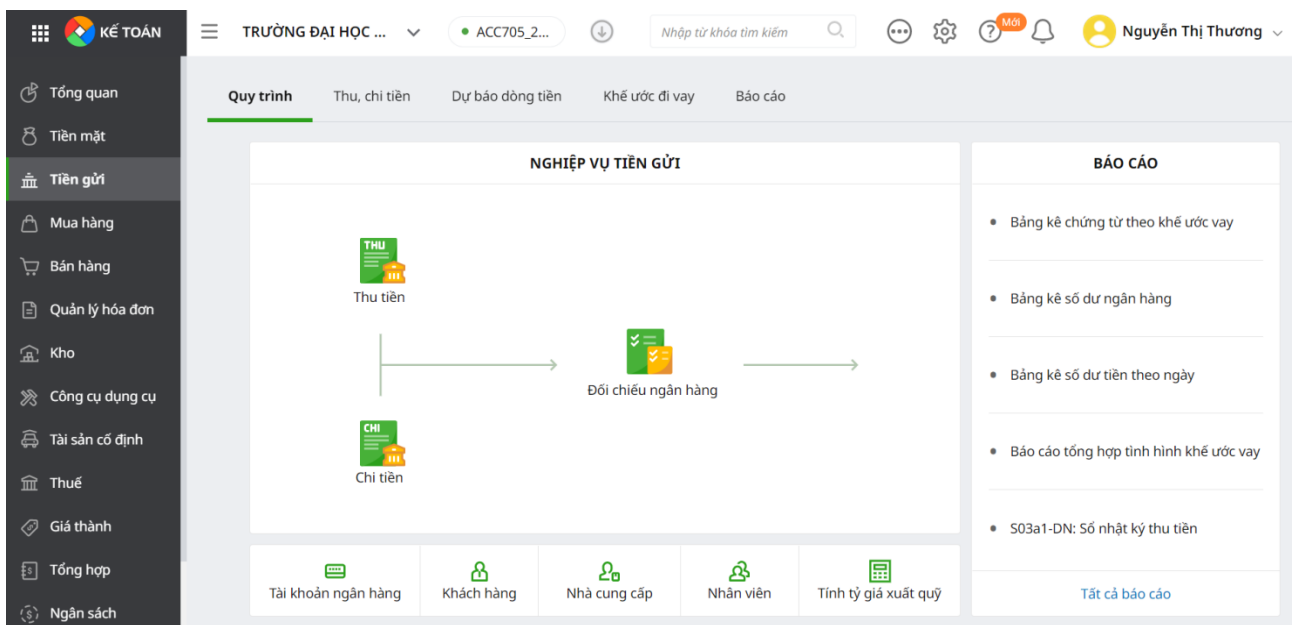 KẾ TOÁN
TRƯỜNG ĐẠI HỌC ...
ACC705_2...
Nhập từ khóa tìm kiếm
Mới
Nguyễn Thị Thương
Tổng quan
Tiền mặt
Tiền gửi
Mua hàng
Bán hàng
Quản lý hóa đơn
Kho
Công cụ dụng cụ
Tài sản cố định
Thuế
Giá thành
Tổng hợp
Ngân sách
Quy trình
Thu, chi tiền
Dự báo dòng tiền
Khế ước đi vay
Báo cáo
NGHIỆP VỤ TIỀN GỬI
THU
Thu tiền
Đối chiếu ngân hàng
CHI
Chi tiền
Tài khoản ngân hàng
Khách hàng
Nhà cung cấp
Nhân viên
Tính tỷ giá xuất quỹ
BÁO CÁO
Bảng kê chứng từ theo khế ước vay
Bảng kê số dư ngân hàng
Bảng kê số dư tiền theo ngày
Báo cáo tổng hợp tình hình khế ước vay
S03a1-DN: Sổ nhật ký thu tiền
Tất cả báo cáo